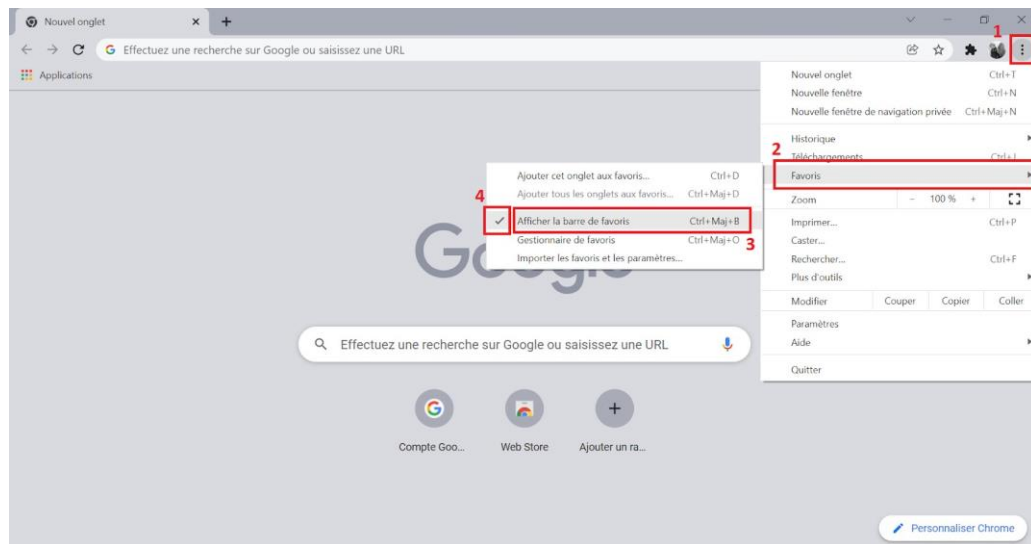 Nouvel onglet
1
Effectuez une recherche sur Google ou saisissez une URL
Applications
Nouvel onglet Ctrl+T
Nouvelle fenêtre Ctrl+N
Nouvelle fenêtre de navigation privée Ctrl+Maj+N
Historique
2
Téléchargements Ctrl+J
Favoris
Zoom - 100 % +
Imprimer... Ctrl+P
Caster...
Rechercher... Ctrl+F
Plus d'outils
Modifier Couper Copier Coller
Paramètres
Aide
Quitter
Ajouter cet onglet aux favoris... Ctrl+D
Ajouter tous les onglets aux favoris... Ctrl+Maj+D
4
Afficher la barre de favoris Ctrl+Maj+B
3
Gestionnaire de favoris Ctrl+Maj+O
Importer les favoris et les paramètres...
Google
Effectuez une recherche sur Google ou saisissez une URL
Compte Goo... Web Store Ajouter un ra...
Personnaliser Chrome